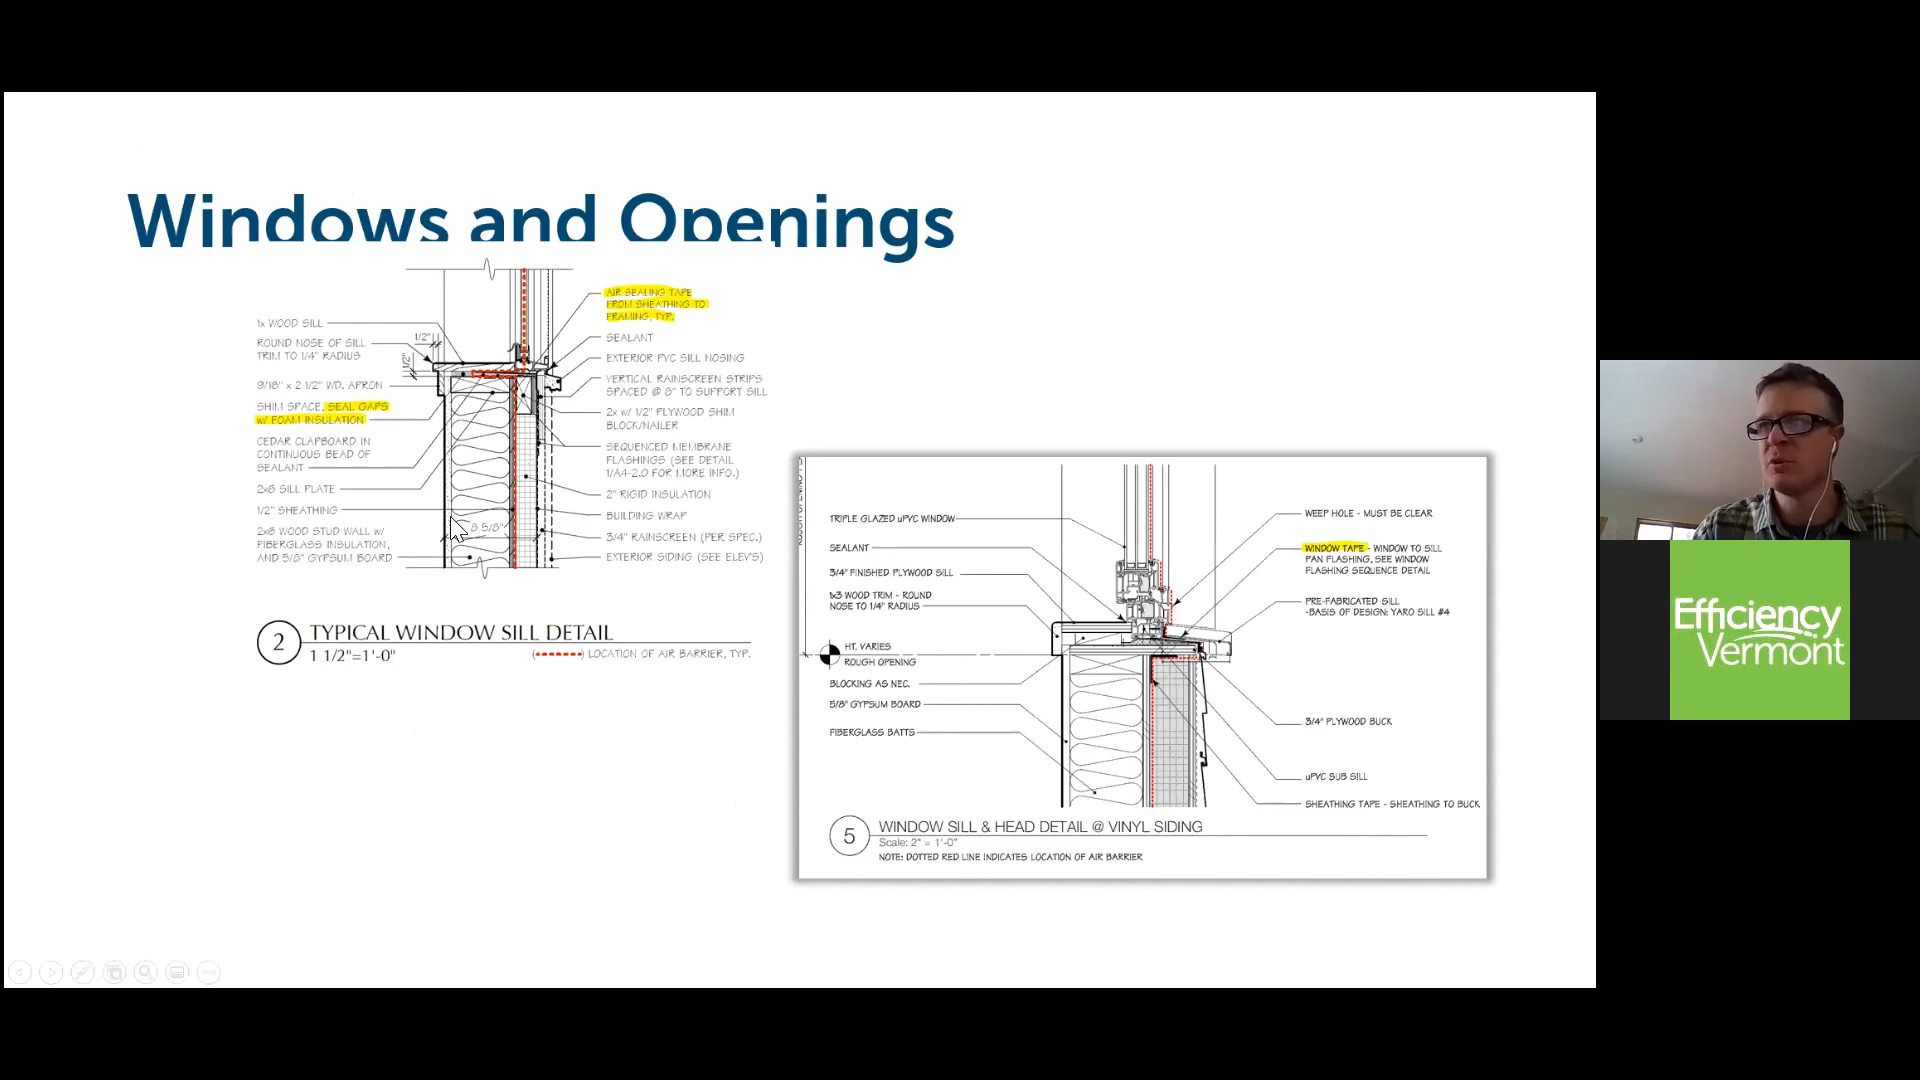 Windows and Openings
1x WOOD SILL
ROUND NOSE OF SILL
TRIM TO 1/4" RADIUS
9/16" x 2 1/2" WD. APRON
SHIM SPACE, SEAL GAPS
w/ FOAM INSULATION
CEDAR CLAPBOARD IN
CONTINUOUS BEAD OF
SEALANT
2x6 SILL PLATE
1/2" SHEATHING
2x6 WOOD STUD WALL w/
FIBERGLASS INSULATION,
AND 5/8" GYPSUM BOARD
1/2"
1/2"
8 5/8"
AIR SEALING TAPE
FROM SHEATHING TO
FRAMING, TYP.
SEALANT
EXTERIOR PVC SILL NOSING
VERTICAL RAINSCREEN STRIPS
SPACED @ 8" TO SUPPORT SILL
2x w/ 1/2" PLYWOOD SHIM
BLOCK/NAILER
SEQUENCED MEMBRANE
FLASHINGS (SEE DETAIL
1/A4-2.0 FOR MORE INFO.)
2" RIGID INSULATION
BUILDING WRAP
3/4" RAINSCREEN (PER SPEC.)
EXTERIOR SIDING (SEE ELEV'S)
2
TYPICAL WINDOW SILL DETAIL
1 1/2"=1'-0"
( ) LOCATION OF AIR BARRIER, TYP.
TRIPLE GLAZED uPVC WINDOW
SEALANT
3/4" FINISHED PLYWOOD SILL
1x3 WOOD TRIM - ROUND
NOSE TO 1/4" RADIUS
HT. VARIES
ROUGH OPENING
BLOCKING AS NEC.
5/8" GYPSUM BOARD
FIBERGLASS BATTS
WEEP HOLE - MUST BE CLEAR
WINDOW TAPE - WINDOW TO SILL
PAN FLASHING, SEE WINDOW
FLASHING SEQUENCE DETAIL
PRE-FABRICATED SILL
-BASIS OF DESIGN: YARO SILL #4
3/4" PLYWOOD BUCK
uPVC SUB SILL
SHEATHING TAPE - SHEATHING TO BUCK
5
WINDOW SILL & HEAD DETAIL @ VINYL SIDING
Scale: 2" = 1'-0"
NOTE: DOTTED RED LINE INDICATES LOCATION OF AIR BARRIER
Efficiency
Vermont